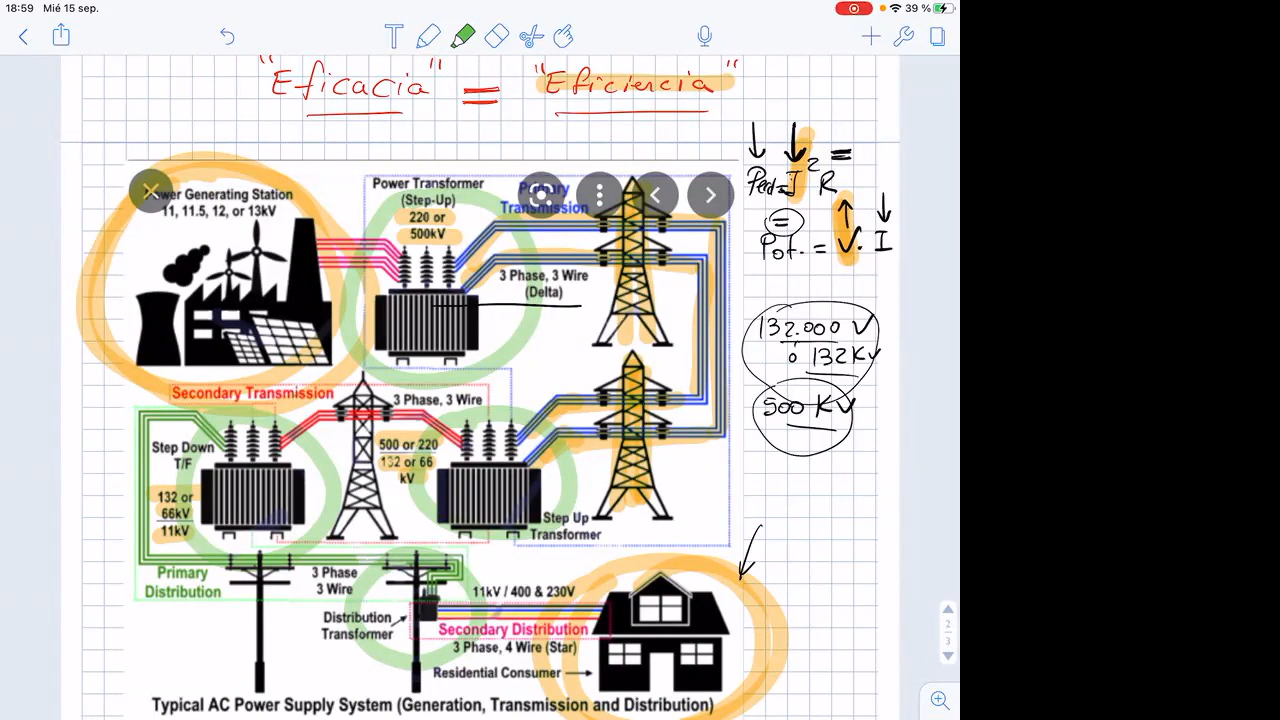 18:59 Mié 15 sep.
39 %
"Eficacia" = "Eficiencia"
Power Generating Station
11, 11.5, 12, or 13kV
Power Transformer
(Step-Up)
220 or
500kV
Primary
Transmission
3 Phase, 3 Wire
(Delta)
↓ ↓ =
I² R
=
Pot. = V. I
132.000 V
o 132KV
500 KV
Secondary Transmission
3 Phase, 3 Wire
Step Down
T/F
132 or
66kV
11kV
500 or 220
132 or 66
kV
Step Up
Transformer
Primary
Distribution
3 Phase
3 Wire
Distribution
Transformer
11kV / 400 & 230V
Secondary Distribution
3 Phase, 4 Wire (Star)
Residential Consumer
Typical AC Power Supply System (Generation, Transmission and Distribution)
2
3